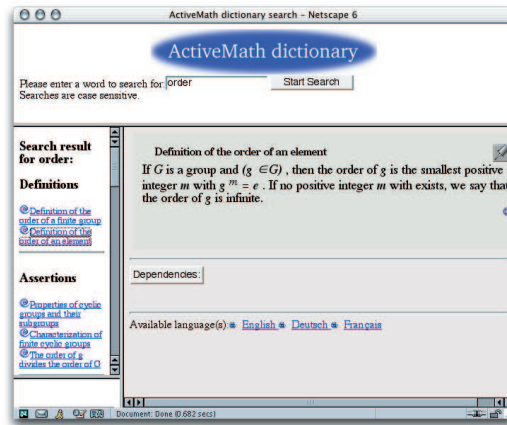 ActiveMath dictionary search - Netscape 6
ActiveMath dictionary
Please enter a word to search for: order Start Search
Searches are case sensitive.
Search result
for order:
Definitions
Definition of the
order of a finite group
Definition of the
order of an element
Assertions
Properties of cyclic
groups and their
subgroups
Characterization of
finite cyclic groups
The order of g
divides the order of G
Definition of the order of an element
If G is a group and (g ∈ G) , then the order of g is the smallest positive
integer m with g ^m = e . If no positive integer m with exists, we say that
the order of g is infinite.
Dependencies:
Available language(s): English Deutsch Français
Document: Done (0.682 secs)